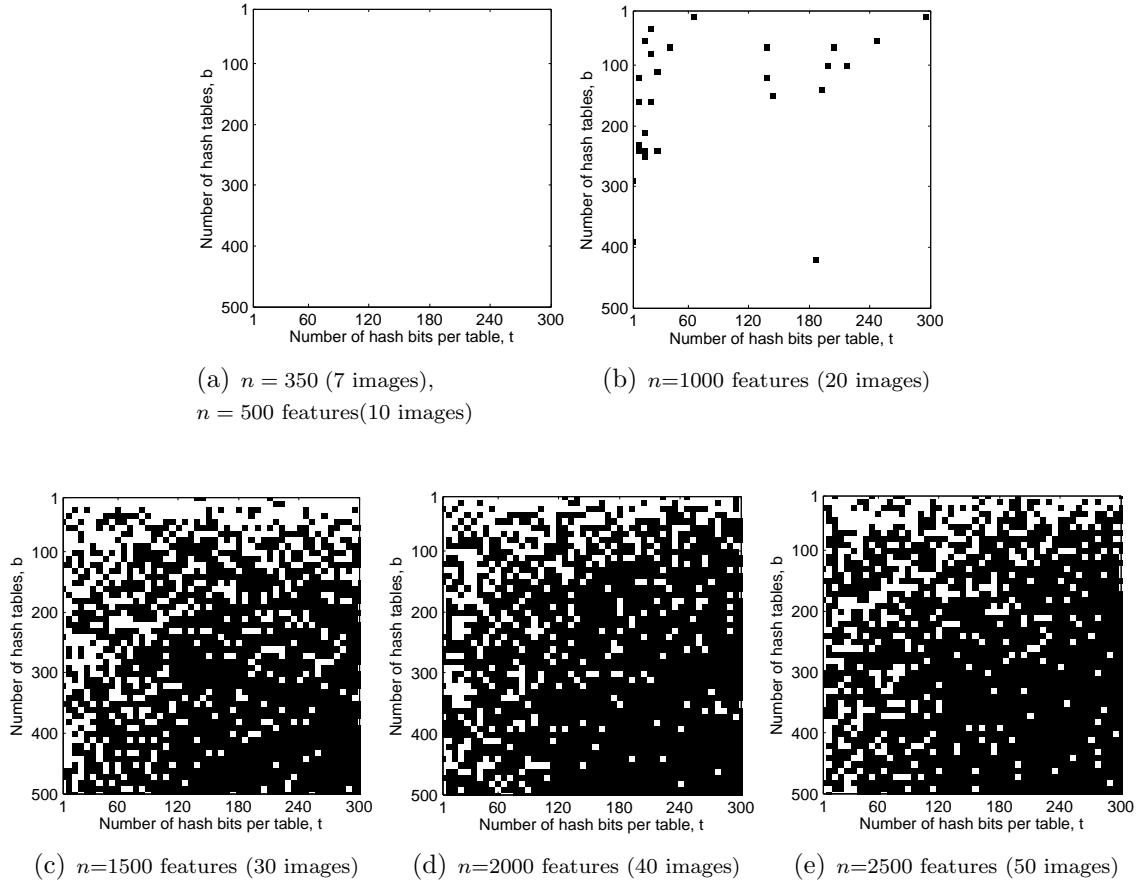 1
100
200
300
400
500
Number of hash tables, b
1 60 120 180 240 300
Number of hash bits per table, t
(a) n = 350 (7 images),
n = 500 features(10 images)
1
100
200
300
400
500
Number of hash tables, b
1 60 120 180 240 300
Number of hash bits per table, t
(b) n=1000 features (20 images)
1
100
200
300
400
500
Number of hash tables, b
1 60 120 180 240 300
Number of hash bits per table, t
(c) n=1500 features (30 images)
1
100
200
300
400
500
Number of hash tables, b
1 60 120 180 240 300
Number of hash bits per table, t
(d) n=2000 features (40 images)
1
100
200
300
400
500
Number of hash tables, b
1 60 120 180 240 300
Number of hash bits per table, t
(e) n=2500 features (50 images)